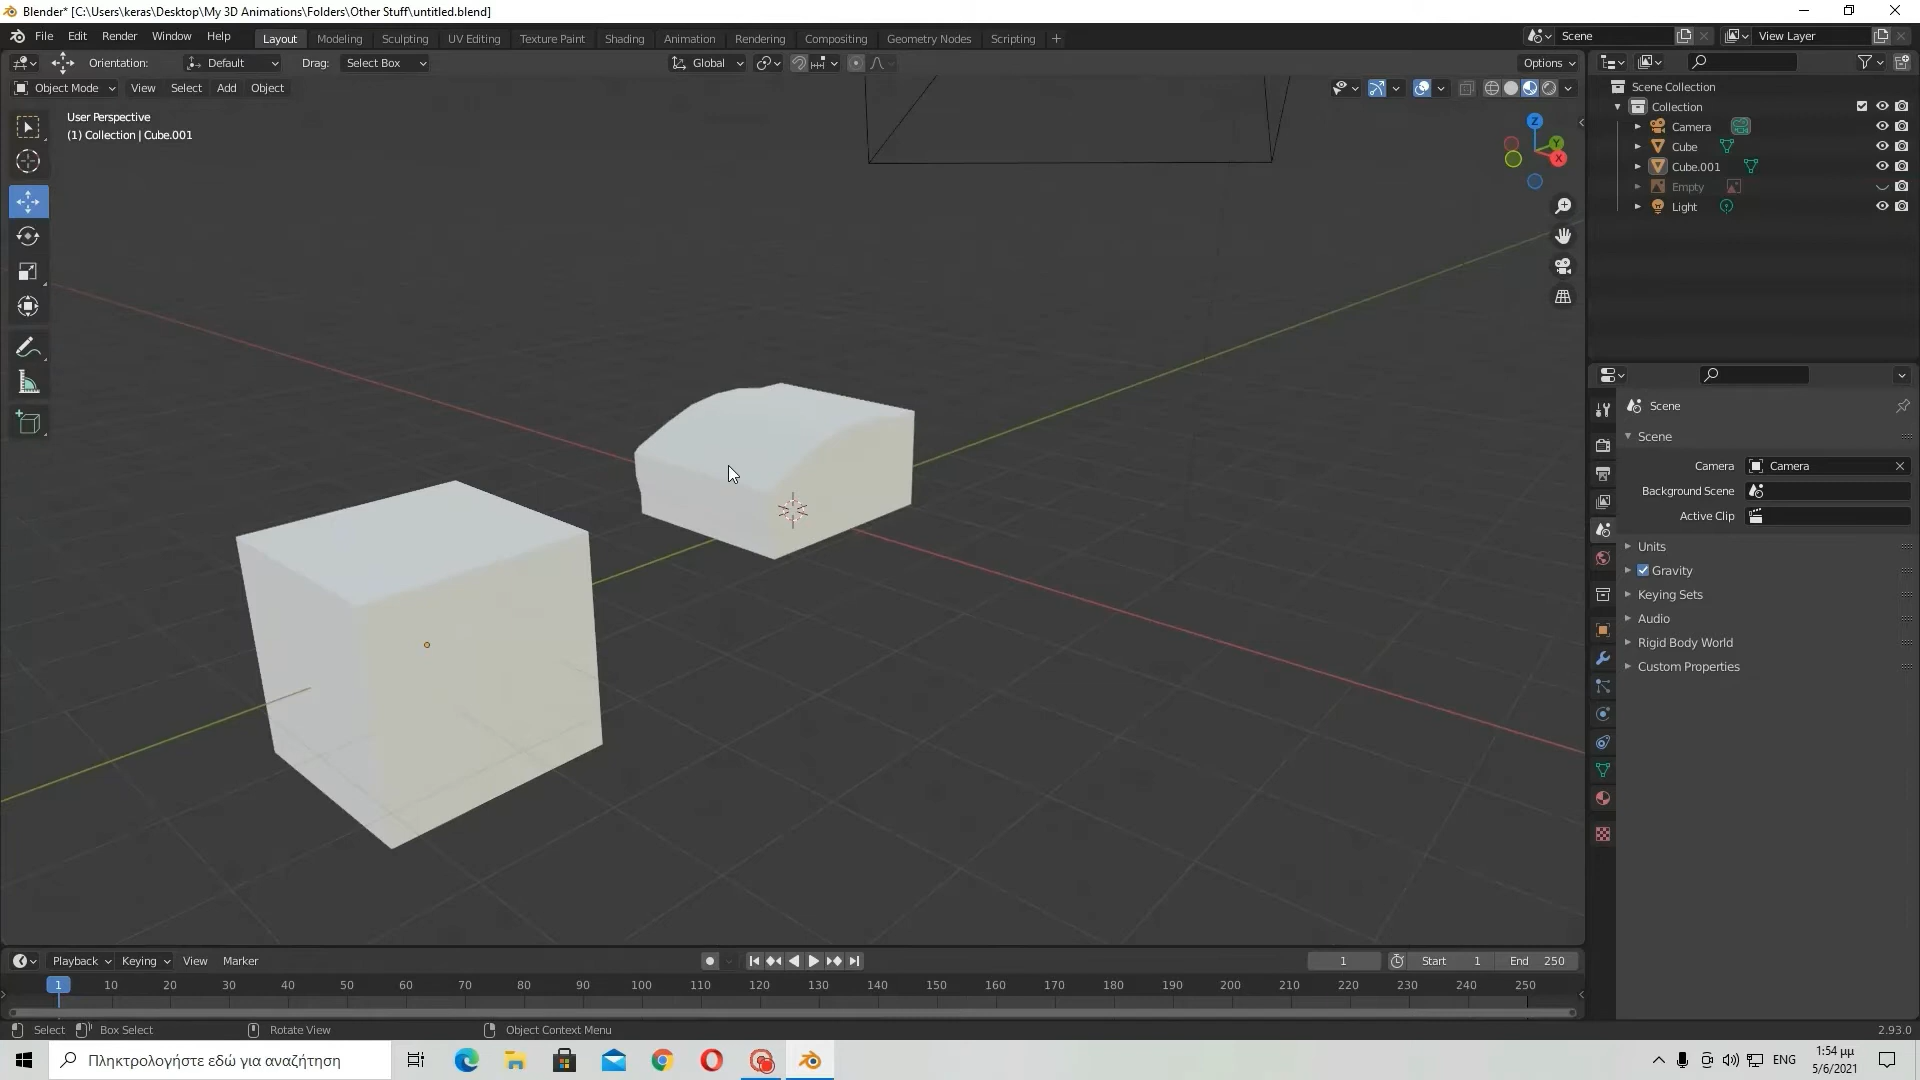 Blender* [C:\Users\keras\Desktop\My 3D Animations\Folders\Other Stuff\untitled.blend]
File Edit Render Window Help Layout Modeling Sculpting UV Editing Texture Paint Shading Animation Rendering Compositing Geometry Nodes Scripting + Scene View Layer
Orientation: Default Drag: Select Box Global Options
Object Mode View Select Add Object
User Perspective
(1) Collection | Cube.001
Z
Y
X
Scene Collection
Collection
Camera
Cube
Cube.001
Empty
Light
Scene
Scene
Camera Camera
Background Scene
Active Clip
Units
Gravity
Keying Sets
Audio
Rigid Body World
Custom Properties
Playback Keying View Marker 1 Start 1 End 250
1 10 20 30 40 50 60 70 80 90 100 110 120 130 140 150 160 170 180 190 200 210 220 230 240 250
Select Box Select Rotate View Object Context Menu 2.93.0
Πληκτρολογήστε εδώ για αναζήτηση ENG 1:54 μμ
5/6/2021